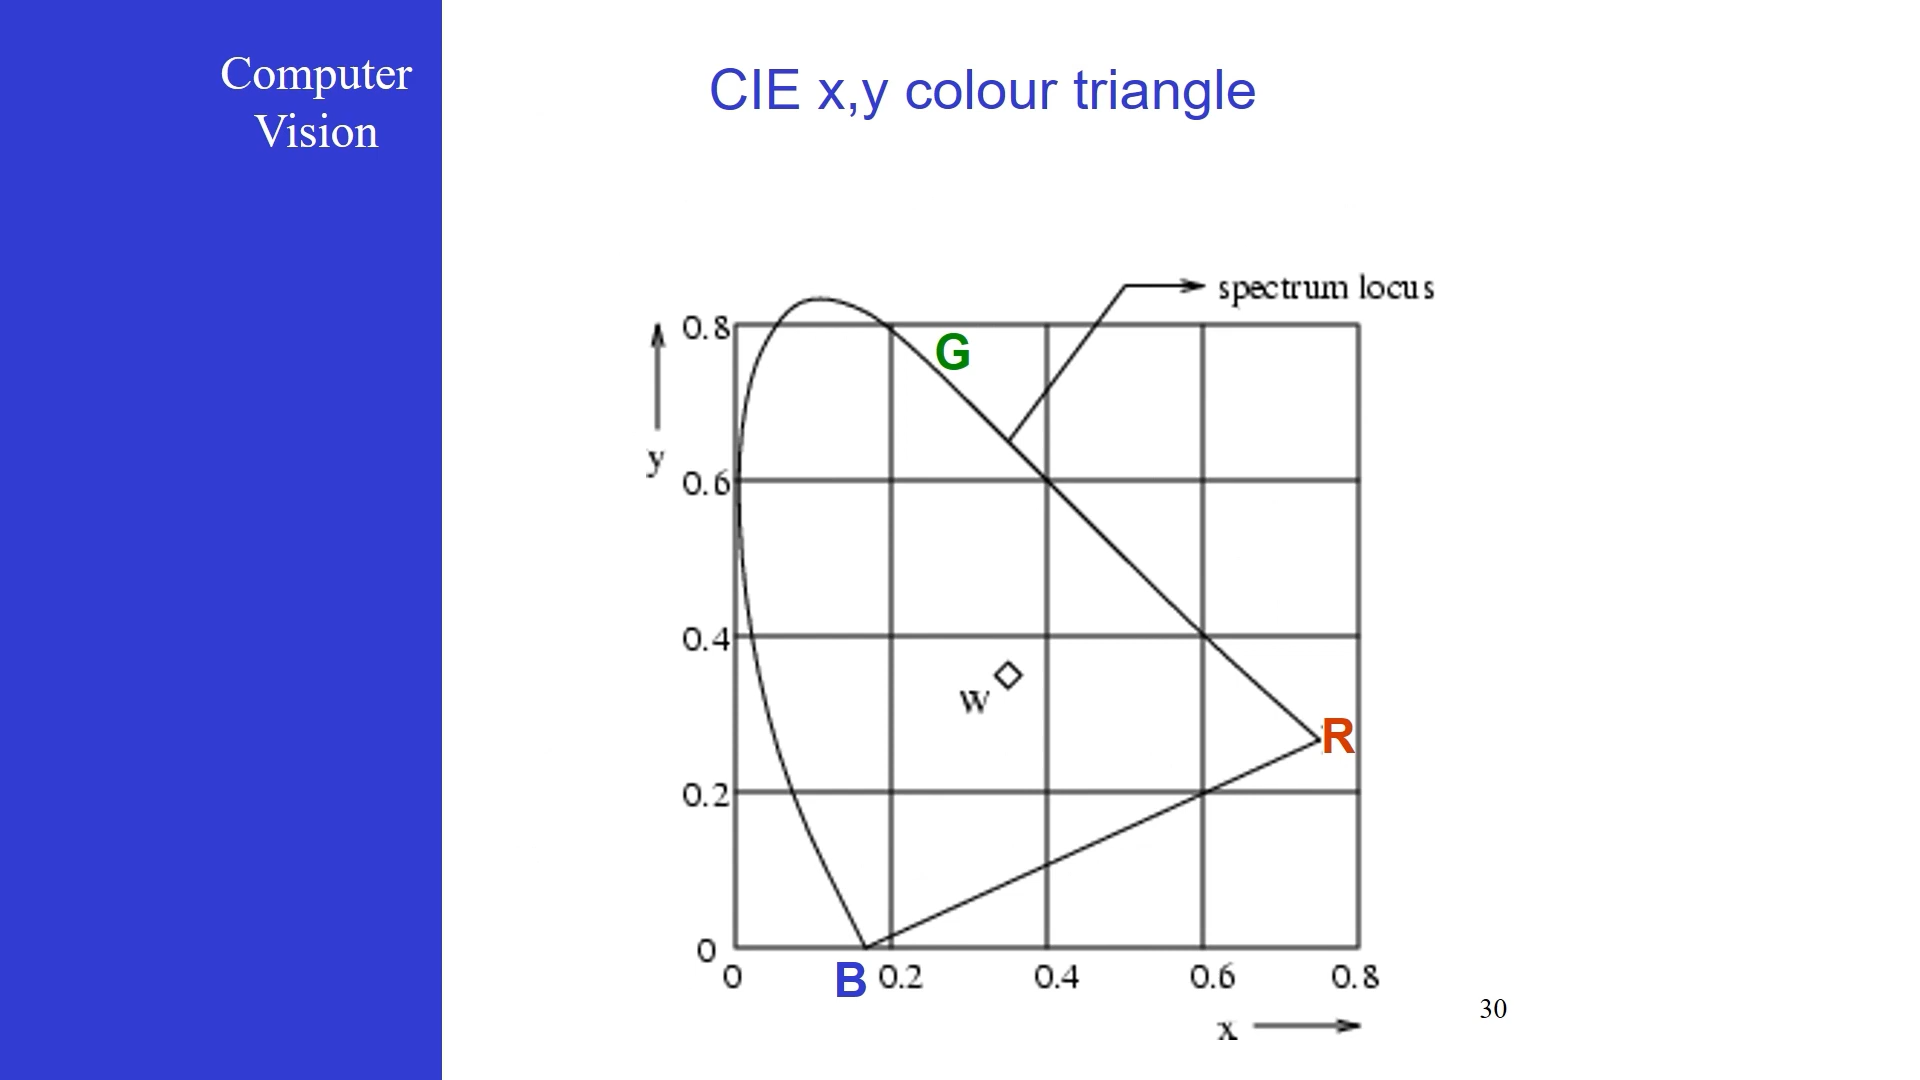 Computer
Vision
CIE x,y colour triangle
spectrum locus
0.8
G
y
0.6
0.4
W
R
0.2
0
0
B
0.2
0.4
0.6
0.8
x
30